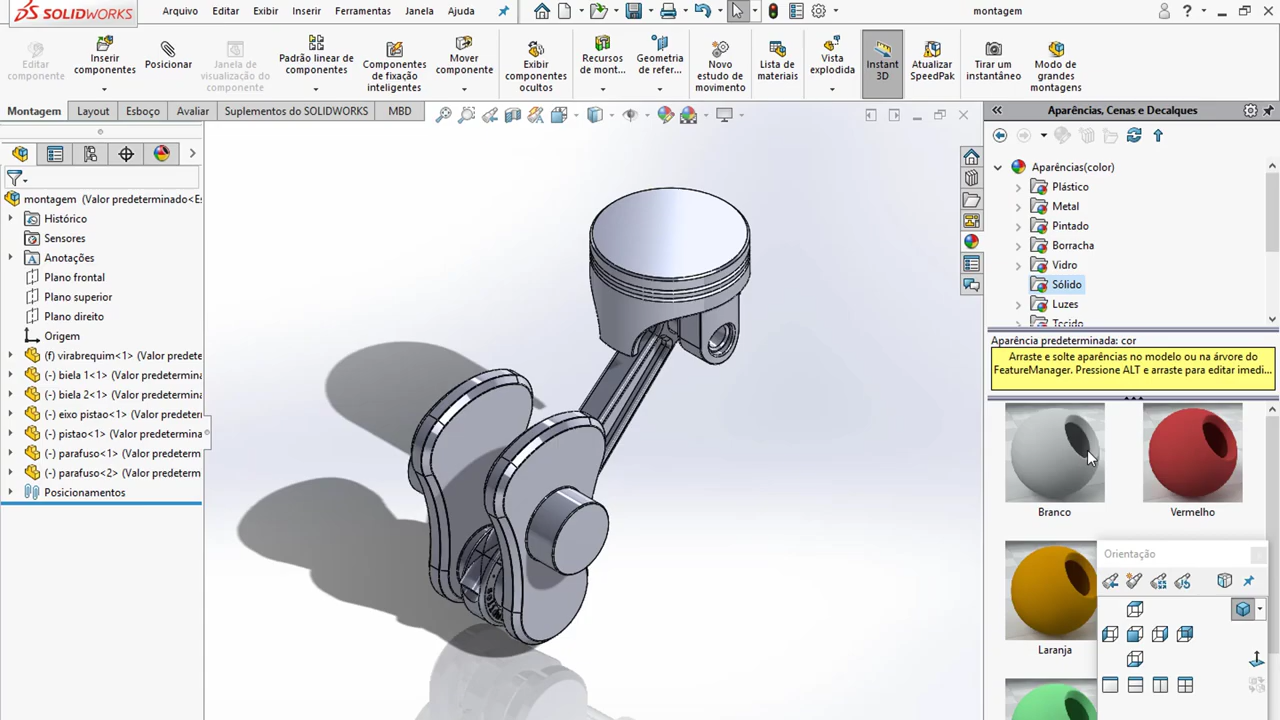 SOLIDWORKS
Arquivo Editar Exibir Inserir Ferramentas Janela Ajuda
montagem
Editar componente
Inserir componentes
Posicionar
Janela de visualização do componente
Padrão linear de componentes
Componentes de fixação inteligentes
Mover componente
Exibir componentes ocultos
Recursos de mont...
Geometria de refer...
Novo estudo de movimento
Lista de materiais
Vista explodida
Instant 3D
Atualizar SpeedPak
Tirar um instantâneo
Modo de grandes montagens
Montagem Layout Esboço Avaliar Suplementos do SOLIDWORKS MBD
montagem (Valor predeterminado<Es
Histórico
Sensores
Anotações
Plano frontal
Plano superior
Plano direito
Origem
(f) virabrequim<1> (Valor predete
(-) biela 1<1> (Valor predetermina
(-) biela 2<1> (Valor predetermina
(-) eixo pistao<1> (Valor predeter
(-) pistao<1> (Valor predetermina
(-) parafuso<1> (Valor predeterm
(-) parafuso<2> (Valor predeterm
Posicionamentos
Aparências, Cenas e Decalques
Aparências(color)
Plástico
Metal
Pintado
Borracha
Vidro
Sólido
Luzes
Tecido
Aparência predeterminada: cor
Arraste e solte aparências no modelo ou na árvore do
FeatureManager. Pressione ALT e arraste para editar imedi...
Branco
Vermelho
Orientação
Laranja